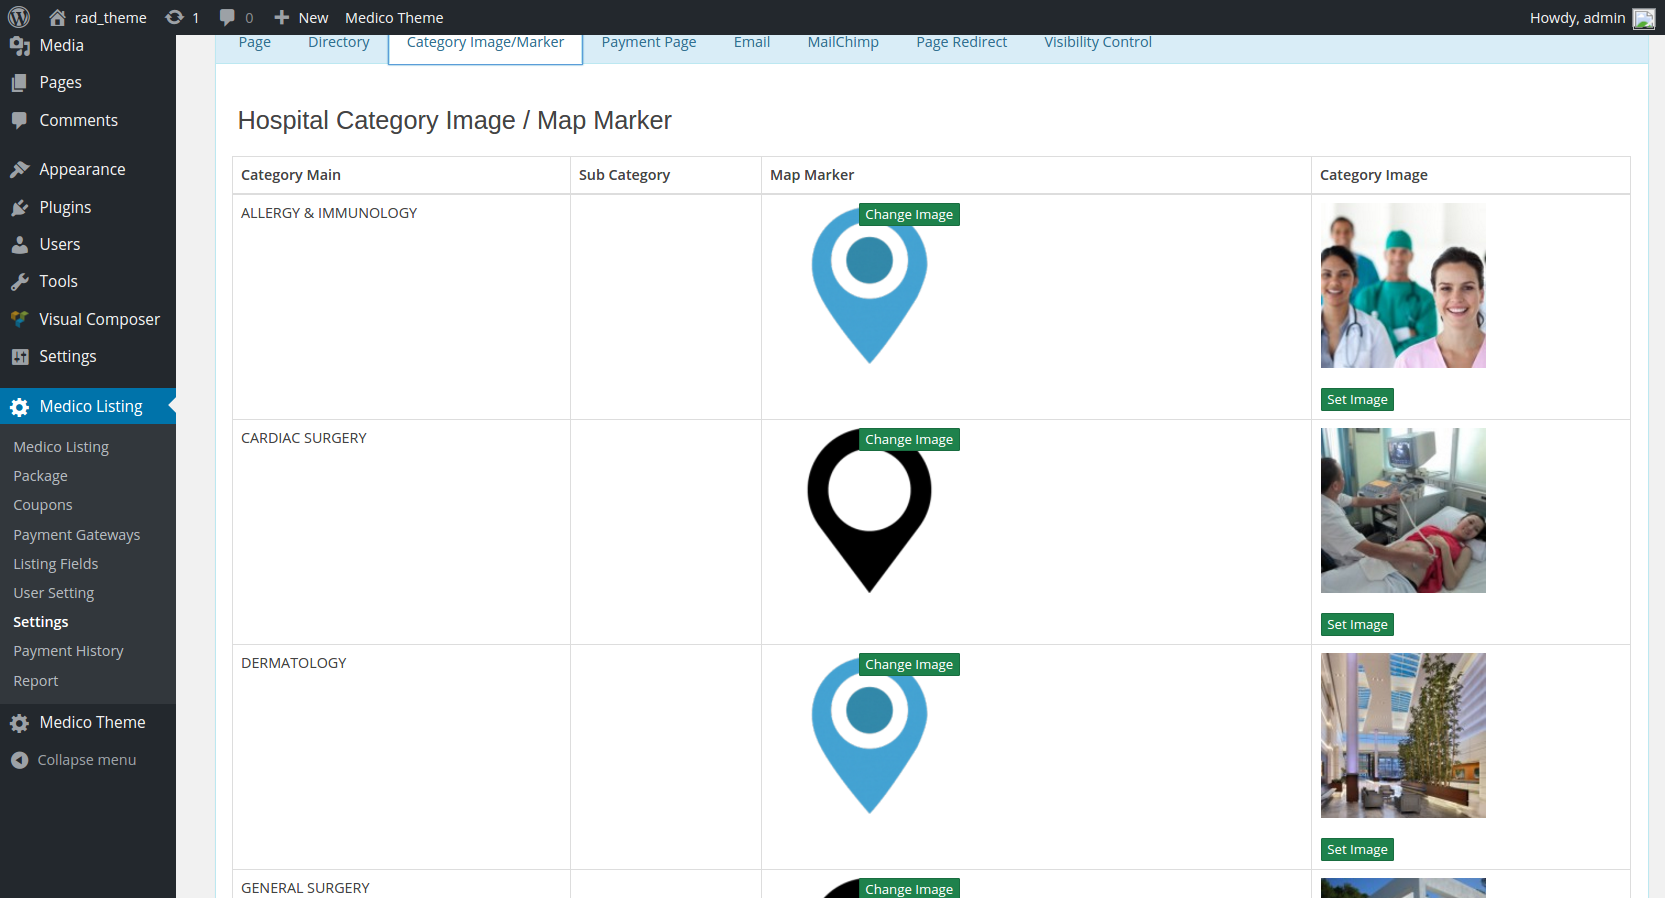 rad_theme 1 0 New Medico Theme Howdy, admin
Media
Pages
Comments
Appearance
Plugins
Users
Tools
Visual Composer
Settings
Medico Listing
Medico Listing
Package
Coupons
Payment Gateways
Listing Fields
User Setting
Settings
Payment History
Report
Medico Theme
Collapse menu
Page Directory Category Image/Marker Payment Page Email MailChimp Page Redirect Visibility Control
Hospital Category Image / Map Marker
Category Main Sub Category Map Marker Category Image
ALLERGY & IMMUNOLOGY Change Image
Set Image
CARDIAC SURGERY Change Image
Set Image
DERMATOLOGY Change Image
Set Image
GENERAL SURGERY Change Image